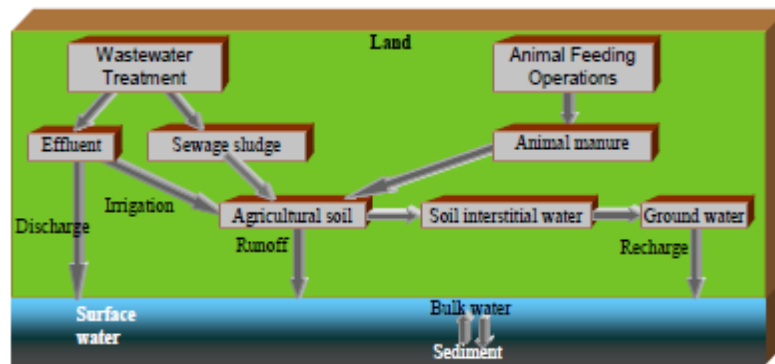 Land
Wastewater
Treatment
Animal Feeding
Operations
Effluent
Sewage sludge
Animal manure
Irrigation
Agricultural soil
Soil interstitial water
Ground water
Discharge
Runoff
Recharge
Surface
water
Bulk water
Sediment